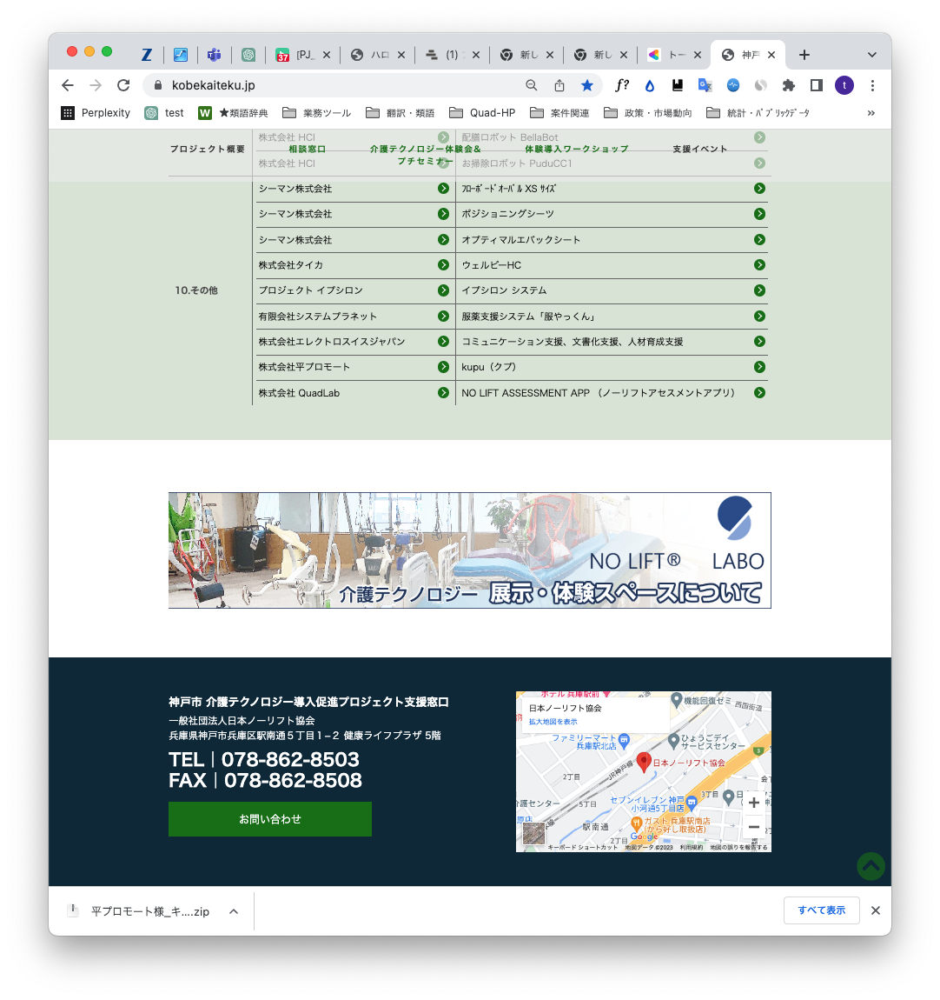 Z
37
[PJ_
ハロ
(1)
新し
新し
トー
神戸
kobekaiteku.jp
f?
t
Perplexity
test
W
★類語辞典
業務ツール
翻訳・類語
Quad-HP
案件関連
政策・市場動向
統計・ﾊﾟﾌﾞﾘｯｸﾃﾞｰﾀ
»
株式会社 HCI
配膳ロボット BellaBot
プロジェクト概要
相談窓口
介護テクノロジー体験会&
プチセミナー
体験導入ワークショップ
支援イベント
株式会社 HCI
お掃除ロボット PuduCC1
シーマン株式会社
ﾌﾛｰﾎﾞｰﾄﾞｵｰﾊﾞﾙ XS ｻｲｽﾞ
シーマン株式会社
ポジショニングシーツ
シーマン株式会社
オプティマルエバックシート
株式会社タイカ
ウェルピーHC
10.その他
プロジェクト イプシロン
イプシロン システム
有限会社システムプラネット
服薬支援システム「服やっくん」
株式会社エレクトロスイスジャパン
コミュニケーション支援、文書化支援、人材育成支援
株式会社平プロモート
kupu（クプ）
株式会社 QuadLab
NO LIFT ASSESSMENT APP （ノーリフトアセスメントアプリ）
NO LIFT® LABO
介護テクノロジー 展示・体験スペースについて
神戸市 介護テクノロジー導入促進プロジェクト支援窓口
一般社団法人日本ノーリフト協会
兵庫県神戸市兵庫区駅南通５丁目１−２ 健康ライフプラザ 5階
TEL｜078-862-8503
FAX｜078-862-8508
お問い合わせ
ホテル 兵庫駅前
機能回復ゼミ
西国街道
日本ノーリフト協会
拡大地図を表示
ファミリーマート
兵庫駅北店
ひょうごデイ
サービスセンター
JR神戸線
日本ノーリフト協会
2丁目
介護センター
5丁目
セブンイレブン 神戸
小河通5丁目店
3丁目
駅南通
ガスト 兵庫駅南店
(から好し取扱店)
2丁目
Google
キーボード ショートカット
地図データ ©2023
利用規約
地図の誤りを報告する
平プロモート様_キ....zip
すべて表示